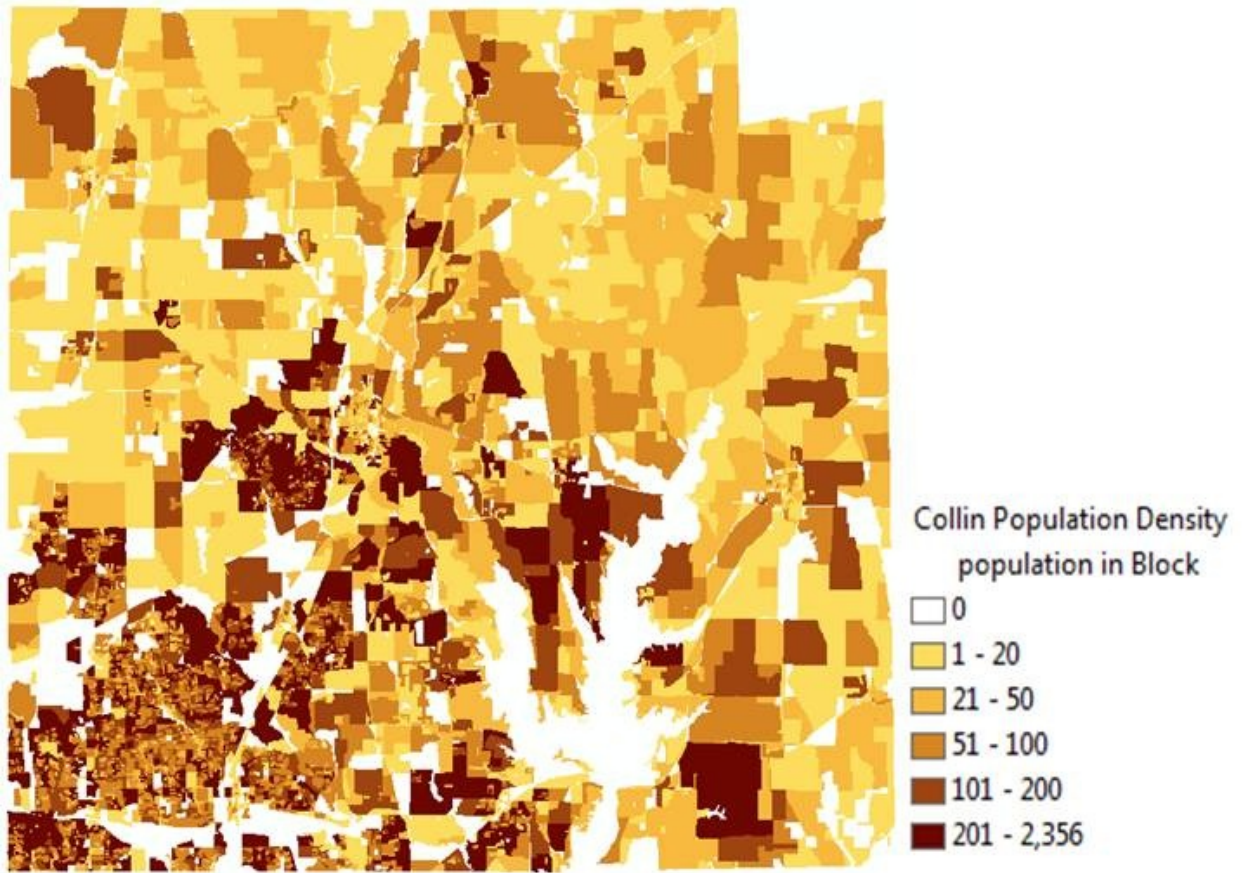 Collin Population Density
population in Block
0
1 - 20
21 - 50
51 - 100
101 - 200
201 - 2,356